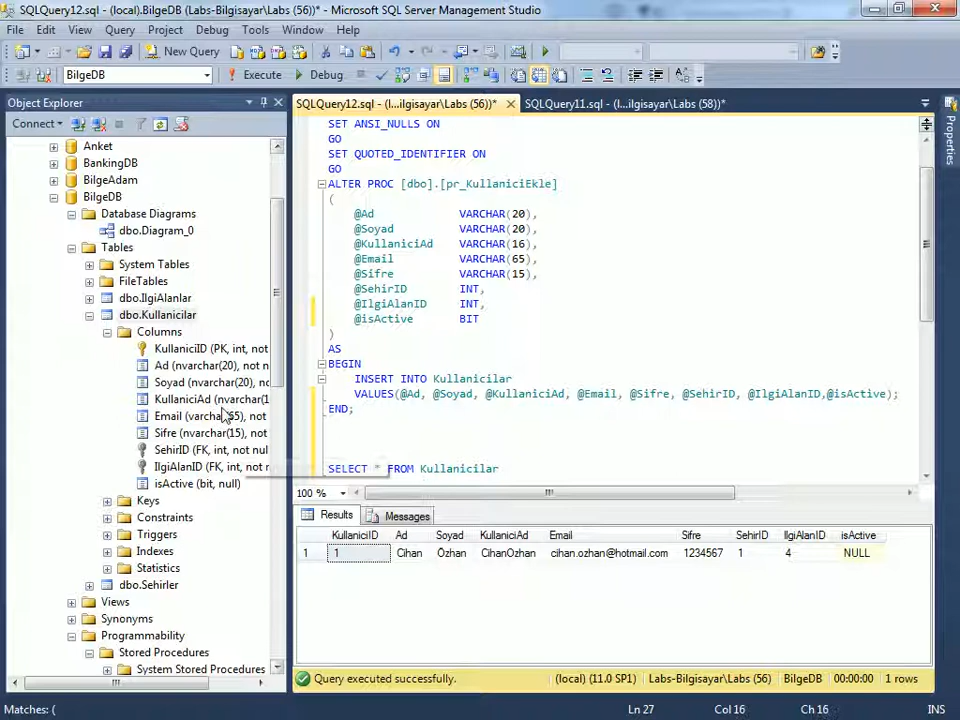 SQLQuery12.sql - (local).BilgeDB (Labs-Bilgisayar\Labs (56))* - Microsoft SQL Server Management Studio
File Edit View Query Project Debug Tools Window Help
New Query
BilgeDB Execute Debug
Object Explorer
SQLQuery12.sql - (l...ilgisayar\Labs (56))* SQLQuery11.sql - (l...ilgisayar\Labs (58))*
Properties
Connect
Anket
BankingDB
BilgeAdam
BilgeDB
Database Diagrams
dbo.Diagram_0
Tables
System Tables
FileTables
dbo.IlgiAlanlar
dbo.Kullanicilar
Columns
KullaniciID (PK, int, not
Ad (nvarchar(20), not n
Soyad (nvarchar(20), no
KullaniciAd (nvarchar(1
Email (varchar(65), not
Sifre (nvarchar(15), not
SehirID (FK, int, not nul
IlgiAlanID (FK, int, not n
isActive (bit, null)
Keys
Constraints
Triggers
Indexes
Statistics
dbo.Sehirler
Views
Synonyms
Programmability
Stored Procedures
System Stored Procedures
SET ANSI_NULLS ON
GO
SET QUOTED_IDENTIFIER ON
GO
ALTER PROC [dbo].[pr_KullaniciEkle]
(
@Ad VARCHAR(20),
@Soyad VARCHAR(20),
@KullaniciAd VARCHAR(16),
@Email VARCHAR(65),
@Sifre VARCHAR(15),
@SehirID INT,
@IlgiAlanID INT,
@isActive BIT
)
AS
BEGIN
INSERT INTO Kullanicilar
VALUES(@Ad, @Soyad, @KullaniciAd, @Email, @Sifre, @SehirID, @IlgiAlanID,@isActive);
END;
SELECT * FROM Kullanicilar
100 %
Results Messages
KullaniciID Ad Soyad KullaniciAd Email Sifre SehirID IlgiAlanID isActive
1 1 Cihan Özhan CihanOzhan cihan.ozhan@hotmail.com 1234567 1 4 NULL
Query executed successfully. (local) (11.0 SP1) Labs-Bilgisayar\Labs (56) BilgeDB 00:00:00 1 rows
Matches: ( Ln 27 Col 16 Ch 16 INS